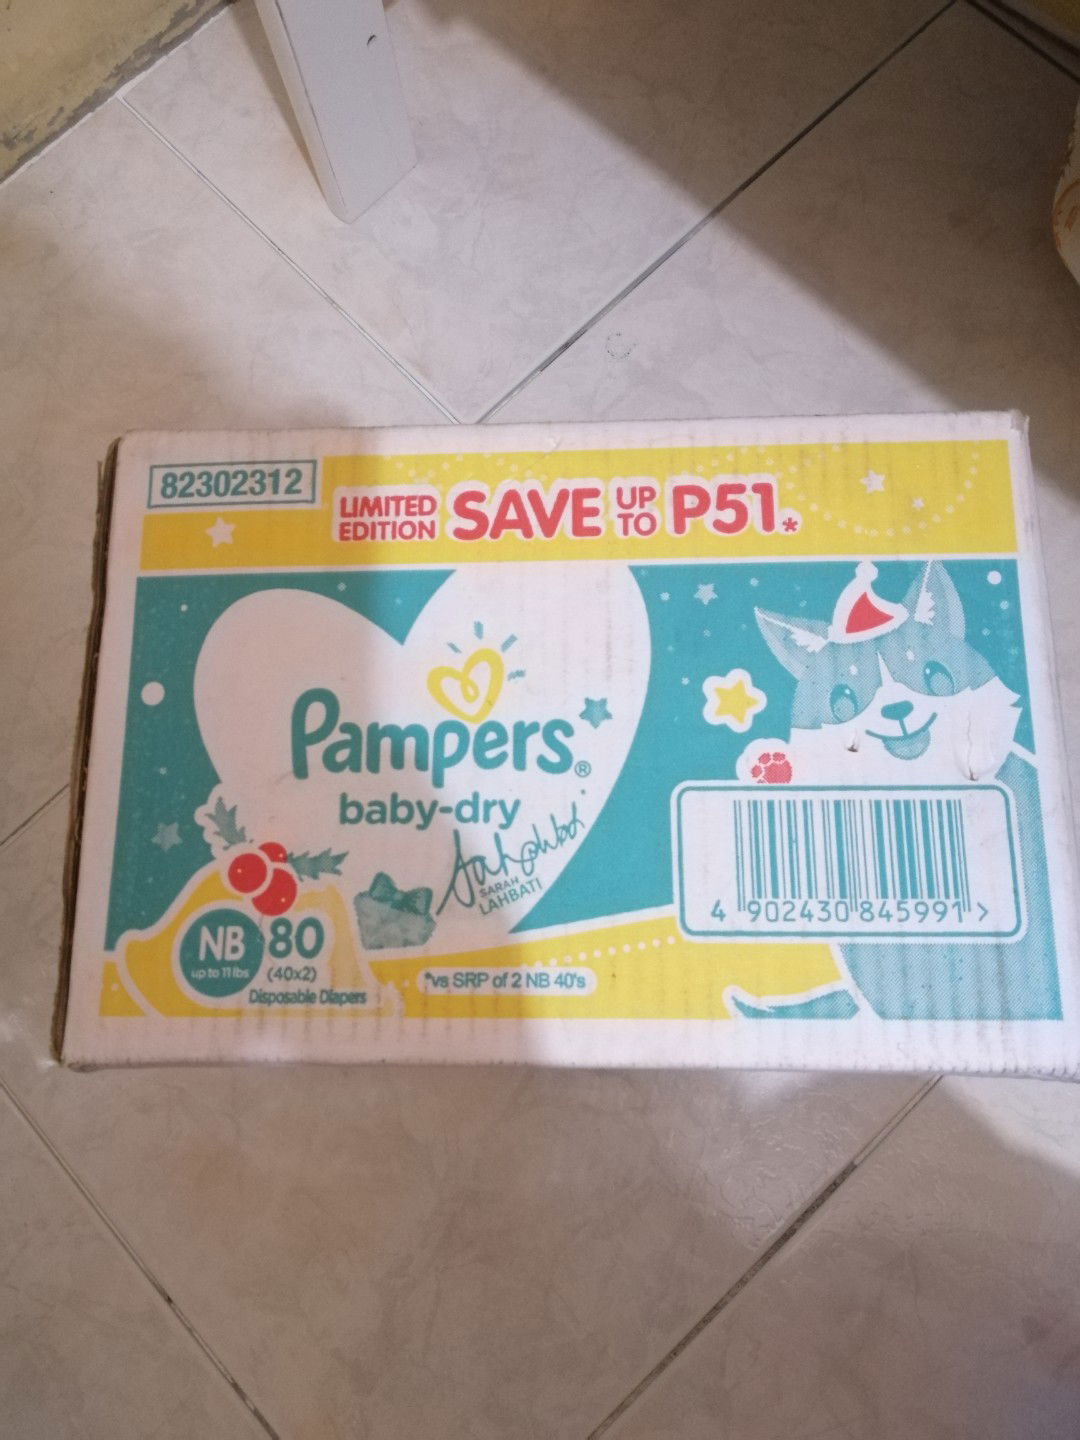 82302312
LIMITED EDITION SAVE UP TO P51*
Pampers®
baby-dry
SARAH
LAHBATI
NB 80
up to 11 lbs (40x2)
Disposable Diapers
*vs SRP of 2 NB 40's
4 902430 845991 >